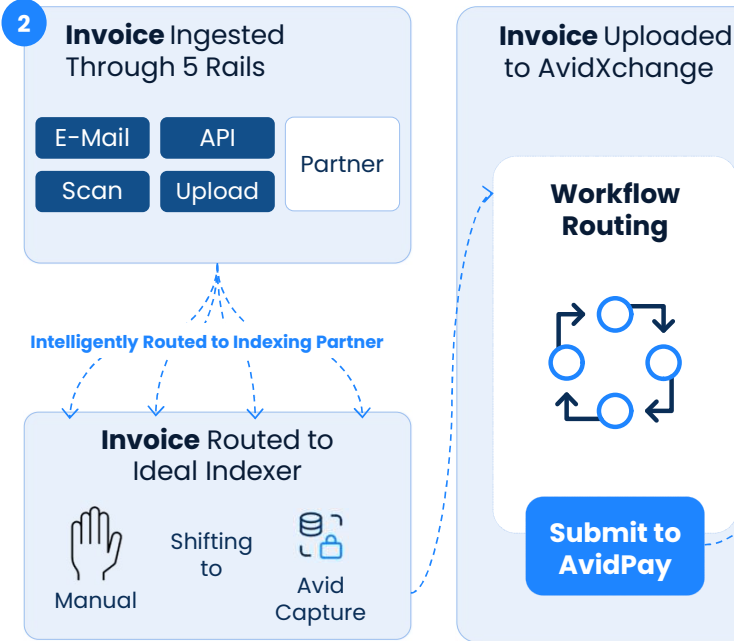 2
Invoice Ingested
Through 5 Rails
E-Mail
API
Scan
Upload
Partner
Intelligently Routed to Indexing Partner
Invoice Routed to
Ideal Indexer
Manual
Shifting
to
Avid
Capture
Invoice Uploaded
to AvidXchange
Workflow
Routing
Submit to
AvidPay